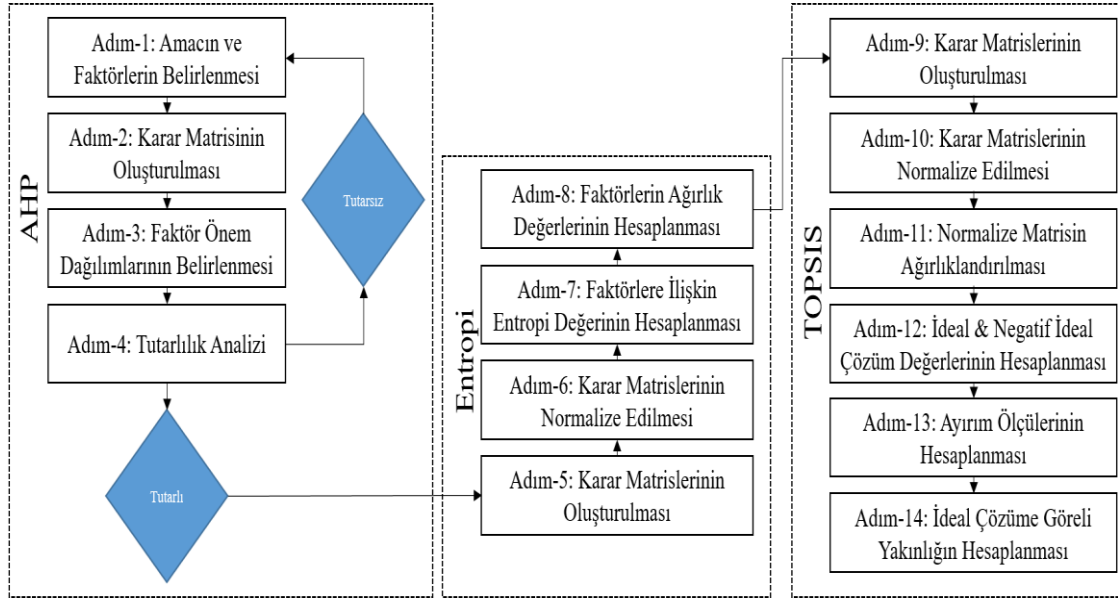 AHP
Adım-1: Amacın ve
Faktörlerin Belirlenmesi
Adım-2: Karar Matrisinin
Oluşturulması
Adım-3: Faktör Önem
Dağılımlarının Belirlenmesi
Adım-4: Tutarlılık Analizi
Tutarsız
Tutarlı
Entropi
Adım-8: Faktörlerin Ağırlık
Değerlerinin Hesaplanması
Adım-7: Faktörlere İlişkin
Entropi Değerinin Hesaplanması
Adım-6: Karar Matrislerinin
Normalize Edilmesi
Adım-5: Karar Matrislerinin
Oluşturulması
TOPSIS
Adım-9: Karar Matrislerinin
Oluşturulması
Adım-10: Karar Matrislerinin
Normalize Edilmesi
Adım-11: Normalize Matrisin
Ağırlıklandırılması
Adım-12: İdeal & Negatif İdeal
Çözüm Değerlerinin Hesaplanması
Adım-13: Ayırım Ölçülerinin
Hesaplanması
Adım-14: İdeal Çözüme Göreli
Yakınlığın Hesaplanması